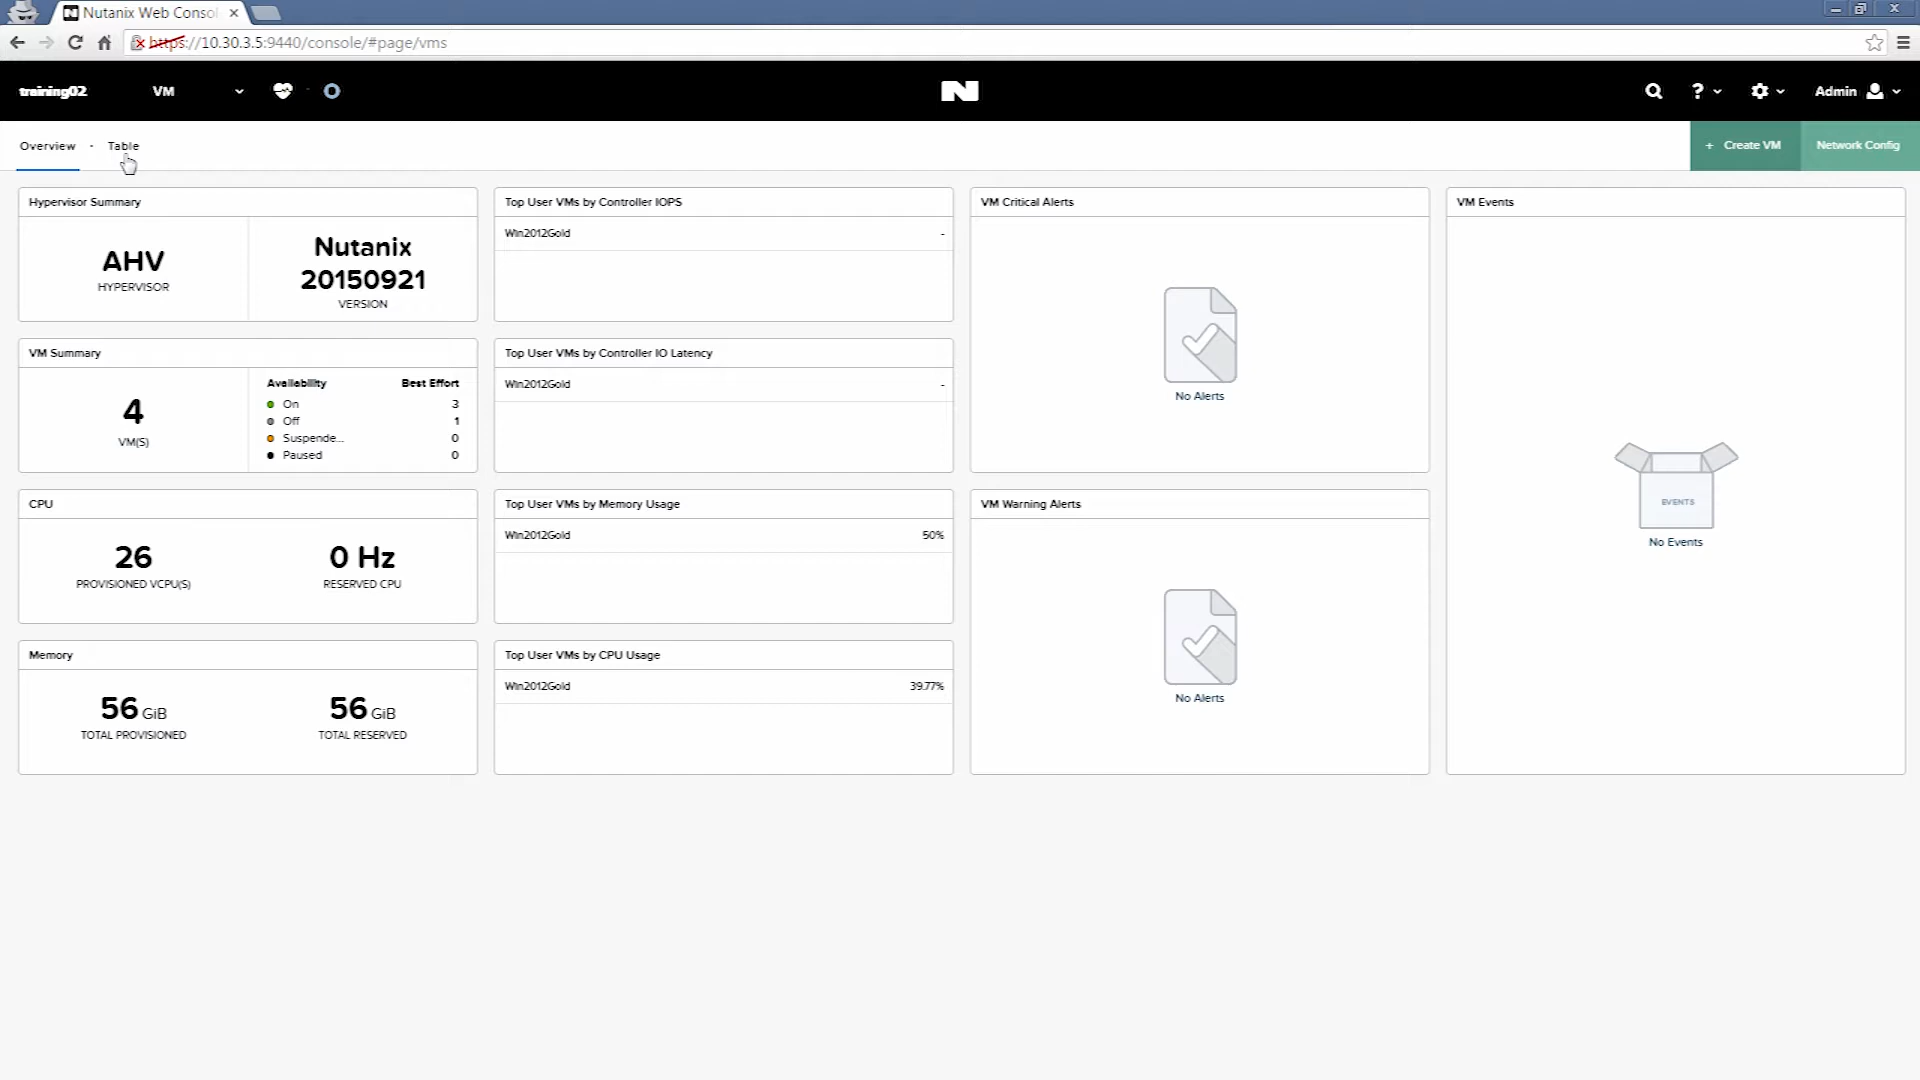 Nutanix Web Consol
https://10.30.3.5:9440/console/#page/vms
training02
VM
? 
Admin
Overview · Table
+ Create VM
Network Config
Hypervisor Summary
AHV
HYPERVISOR
Nutanix
20150921
VERSION
Top User VMs by Controller IOPS
Win2012Gold -
VM Critical Alerts
No Alerts
VM Events
EVENTS
No Events
VM Summary
4
VM(S)
Availability Best Effort
On 3
Off 1
Suspende... 0
Paused 0
Top User VMs by Controller IO Latency
Win2012Gold -
CPU
26
PROVISIONED VCPU(S)
0 Hz
RESERVED CPU
Top User VMs by Memory Usage
Win2012Gold 50%
VM Warning Alerts
No Alerts
Memory
56 GiB
TOTAL PROVISIONED
56 GiB
TOTAL RESERVED
Top User VMs by CPU Usage
Win2012Gold 39.77%